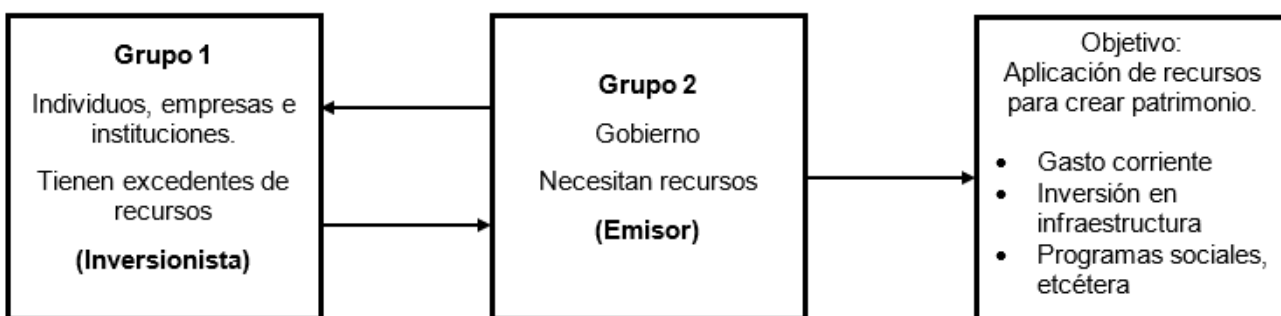 Grupo 1
Individuos, empresas e
instituciones.
Tienen excedentes de
recursos
(Inversionista)
Grupo 2
Gobierno
Necesitan recursos
(Emisor)
Objetivo:
Aplicación de recursos
para crear patrimonio.
• Gasto corriente
• Inversión en
infraestructura
• Programas sociales,
etcétera